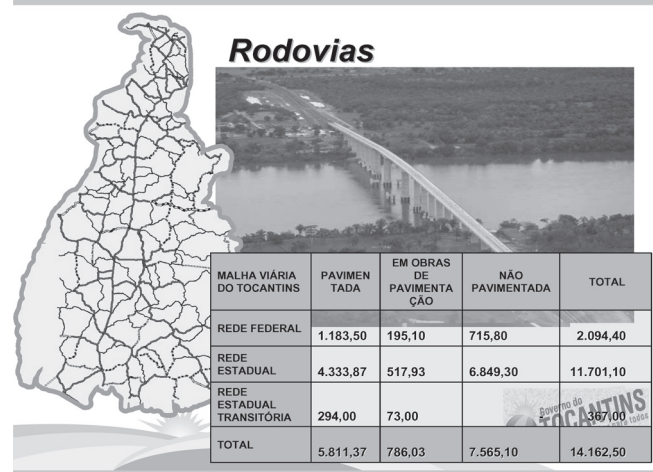 Rodovias
MALHA VIÁRIA PAVIMEN EM OBRAS NÃO TOTAL
DO TOCANTINS TADA DE PAVIMENTADA
PAVIMENTA
ÇÃO
REDE FEDERAL 1.183,50 195,10 715,80 2.094,40
REDE
ESTADUAL 4.333,87 517,93 6.849,30 11.701,10
REDE
ESTADUAL
TRANSITÓRIA 294,00 73,00 - 367,00
TOTAL 5.811,37 786,03 7.565,10 14.162,50
Governo do
TOCANTINS
para todos